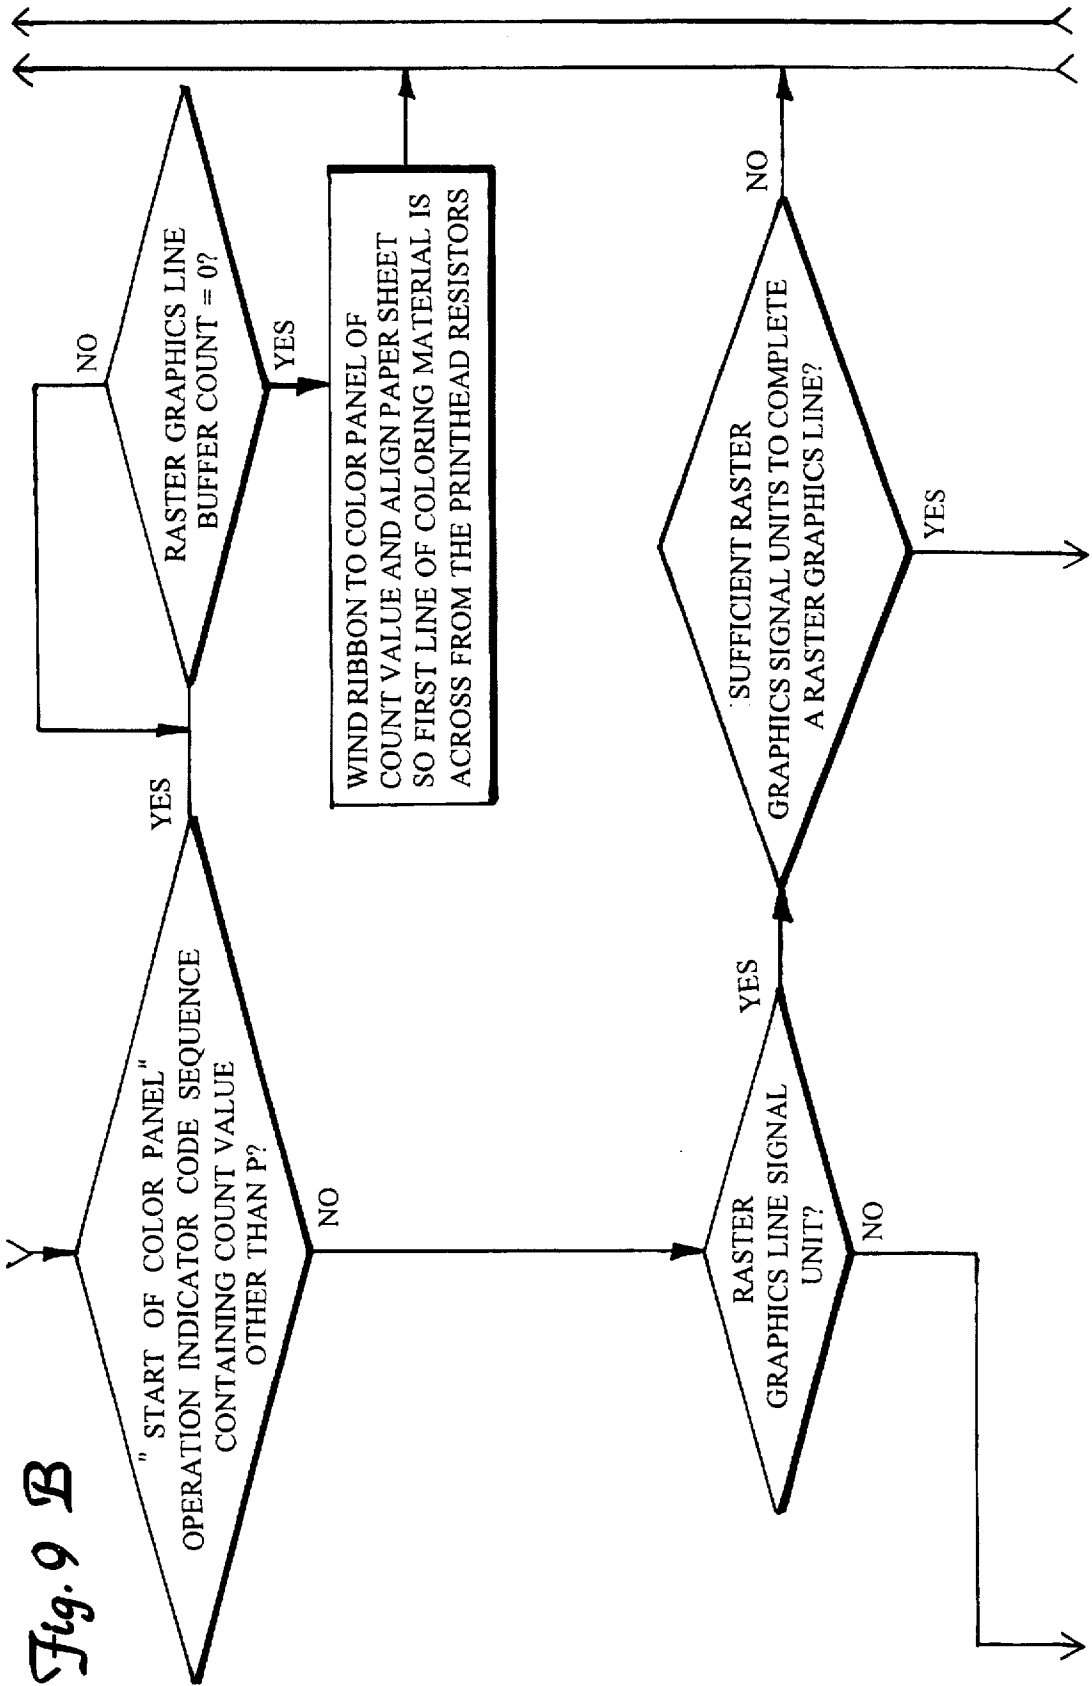 Fig. 9 B
" START OF COLOR PANEL"
OPERATION INDICATOR CODE SEQUENCE
CONTAINING COUNT VALUE
OTHER THAN P?
YES
NO
RASTER GRAPHICS LINE
BUFFER COUNT = 0?
NO
YES
WIND RIBBON TO COLOR PANEL OF
COUNT VALUE AND ALIGN PAPER SHEET
SO FIRST LINE OF COLORING MATERIAL IS
ACROSS FROM THE PRINTHEAD RESISTORS
RASTER
GRAPHICS LINE SIGNAL
UNIT?
YES
NO
SUFFICIENT RASTER
GRAPHICS SIGNAL UNITS TO COMPLETE
A RASTER GRAPHICS LINE?
NO
YES